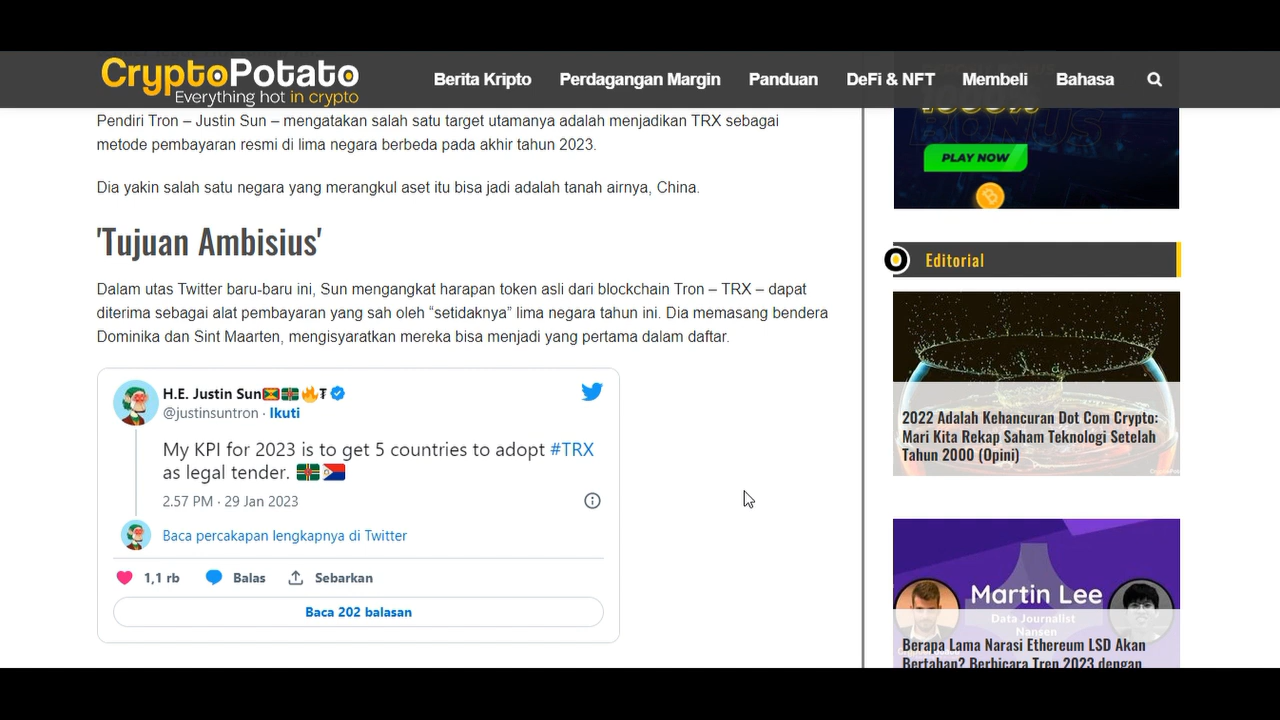 CryptoPotato
Everything hot in crypto
Berita Kripto
Perdagangan Margin
Panduan
DeFi & NFT
Membeli
Bahasa
Pendiri Tron – Justin Sun – mengatakan salah satu target utamanya adalah menjadikan TRX sebagai
metode pembayaran resmi di lima negara berbeda pada akhir tahun 2023.
Dia yakin salah satu negara yang merangkul aset itu bisa jadi adalah tanah airnya, China.
'Tujuan Ambisius'
Dalam utas Twitter baru-baru ini, Sun mengangkat harapan token asli dari blockchain Tron – TRX – dapat
diterima sebagai alat pembayaran yang sah oleh “setidaknya” lima negara tahun ini. Dia memasang bendera
Dominika dan Sint Maarten, mengisyaratkan mereka bisa menjadi yang pertama dalam daftar.
H.E. Justin Sun🇬🇩🇩🇲🔥₮
@justinsuntron · Ikuti
My KPI for 2023 is to get 5 countries to adopt #TRX
as legal tender. 🇩🇲🇸🇽
2.57 PM · 29 Jan 2023
Baca percakapan lengkapnya di Twitter
1,1 rb
Balas
Sebarkan
Baca 202 balasan
BONUS
PLAY NOW
Editorial
2022 Adalah Kehancuran Dot Com Crypto:
Mari Kita Rekap Saham Teknologi Setelah
Tahun 2000 (Opini)
Martin Lee
Data Journalist
Nansen
Berapa Lama Narasi Ethereum LSD Akan
Bertahan? Berbicara Tren 2023 dengan